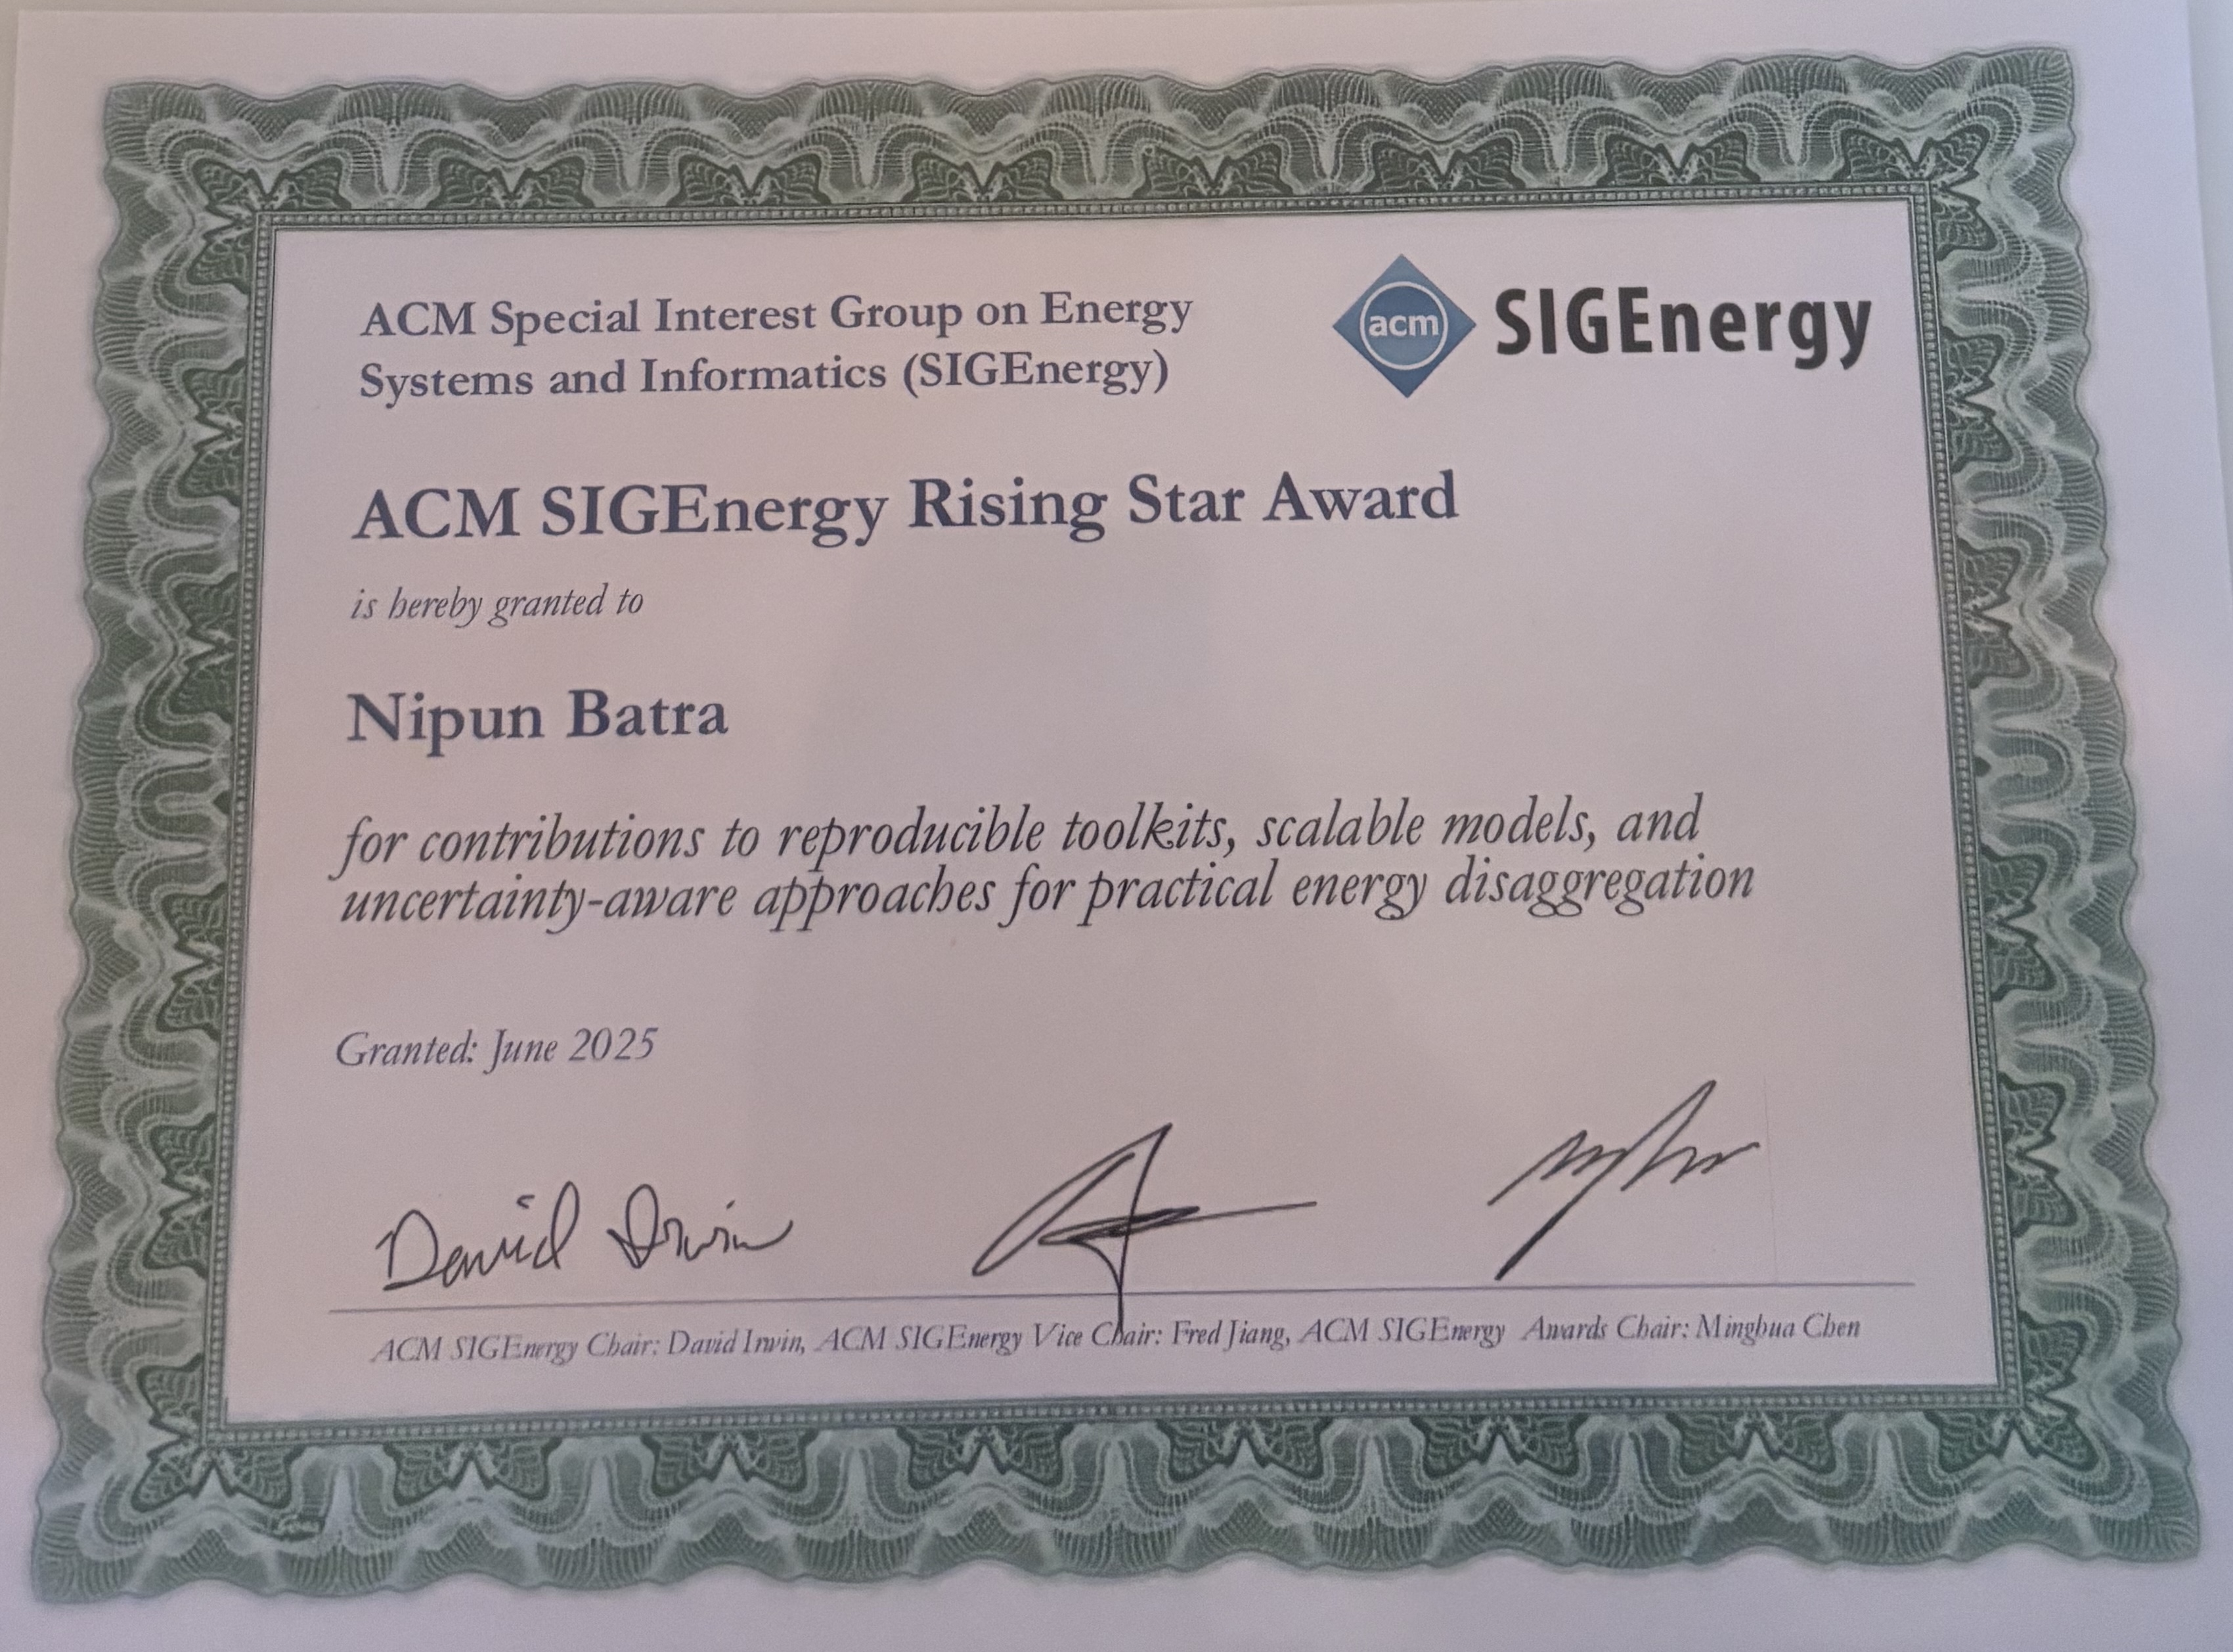 ACM Special Interest Group on Energy
Systems and Informatics (SIGEnergy)
acm SIGEnergy
ACM SIGEnergy Rising Star Award
is hereby granted to
Nipun Batra
for contributions to reproducible toolkits, scalable models, and
uncertainty-aware approaches for practical energy disaggregation
Granted: June 2025
David Irwin
ACM SIGEnergy Chair: David Irwin, ACM SIGEnergy Vice Chair: Fred Jiang, ACM SIGEnergy Awards Chair: Minghua Chen